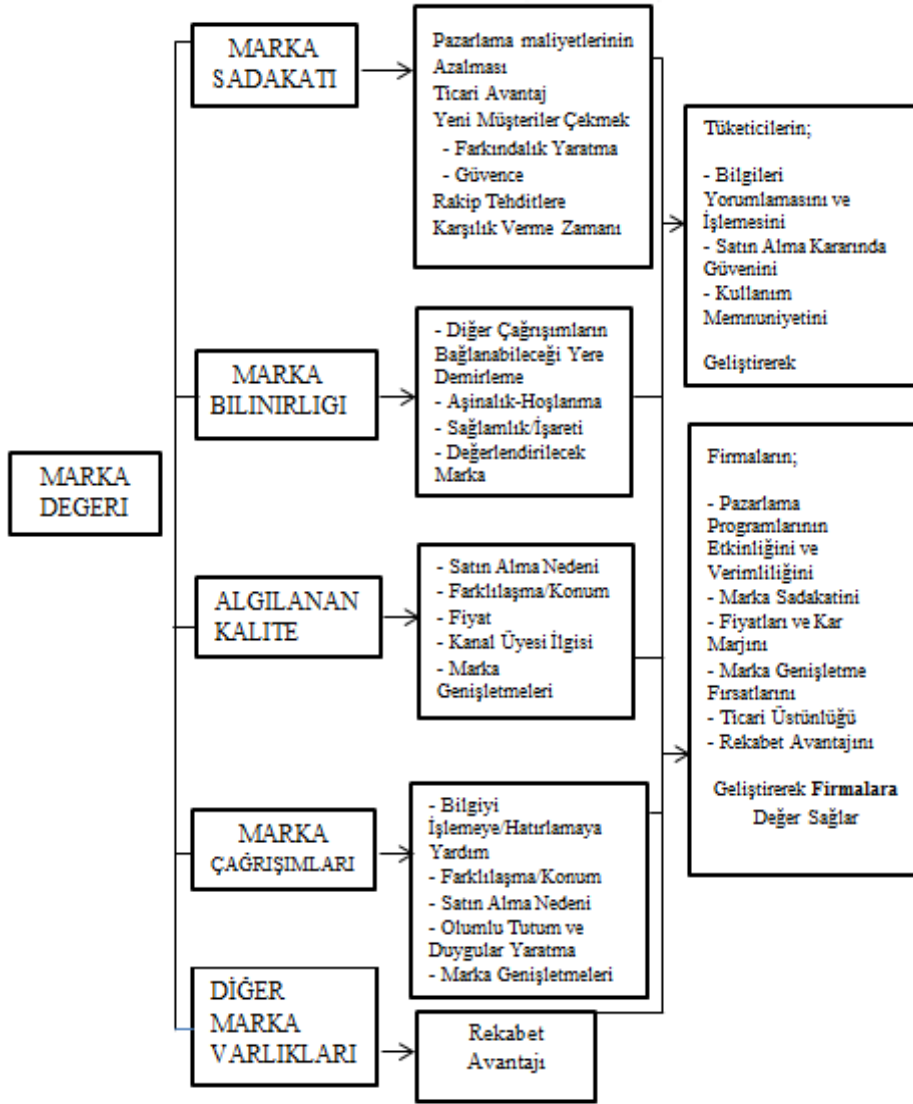 MARKA
DEGERI
MARKA
SADAKATI
Pazarlama maliyetlerinin
Azalması
Ticari Avantaj
Yeni Müşteriler Çekmek
- Farkındalık Yaratma
- Güvence
Rakip Tehditlere
Karşılık Verme Zamanı
MARKA
BILINIRLIGI
- Diğer Çağrışımların
Bağlanabileceği Yere
Demirleme
- Aşinalık-Hoşlanma
- Sağlamlık/İşareti
- Değerlendirilecek
Marka
ALGILANAN
KALITE
- Satın Alma Nedeni
- Farklılaşma/Konum
- Fiyat
- Kanal Üyesi İlgisi
- Marka
Genişletmeleri
MARKA
ÇAĞRIŞIMLARI
- Bilgiyi
İşlemeye/Hatırlamaya
Yardım
- Farklılaşma/Konum
- Satın Alma Nedeni
- Olumlu Tutum ve
Duygular Yaratma
- Marka Genişletmeleri
DİĞER
MARKA
VARLIKLARI
Rekabet
Avantajı
Tüketicilerin;
- Bilgileri
Yorumlamasını ve
İşlemesini
- Satın Alma Kararında
Güvenini
- Kullanım
Memnuniyetini
Geliştirerek
Firmaların;
- Pazarlama
Programlarının
Etkinliğini ve
Verimliliğini
- Marka Sadakatini
- Fiyatları ve Kar
Marjını
- Marka Genişletme
Fırsatlarını
- Ticari Üstünlüğü
- Rekabet Avantajını
Geliştirerek Firmalara
Değer Sağlar